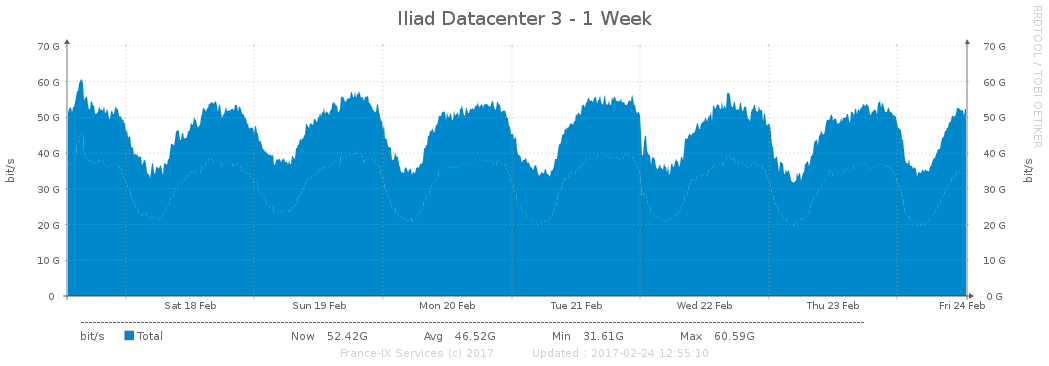 Iliad Datacenter 3 - 1 Week
RRDTOOL / TOBI OETIKER
70 G 70 G
60 G 60 G
50 G 50 G
40 G 40 G
30 G 30 G
20 G 20 G
10 G 10 G
0 0 G
bit/s bit/s
Sat 18 Feb Sun 19 Feb Mon 20 Feb Tue 21 Feb Wed 22 Feb Thu 23 Feb Fri 24 Feb
bit/s Total Now 52.42G Avg 46.52G Min 31.61G Max 60.59G
France-IX Services (c) 2017 Updated : 2017-02-24 12:55:10